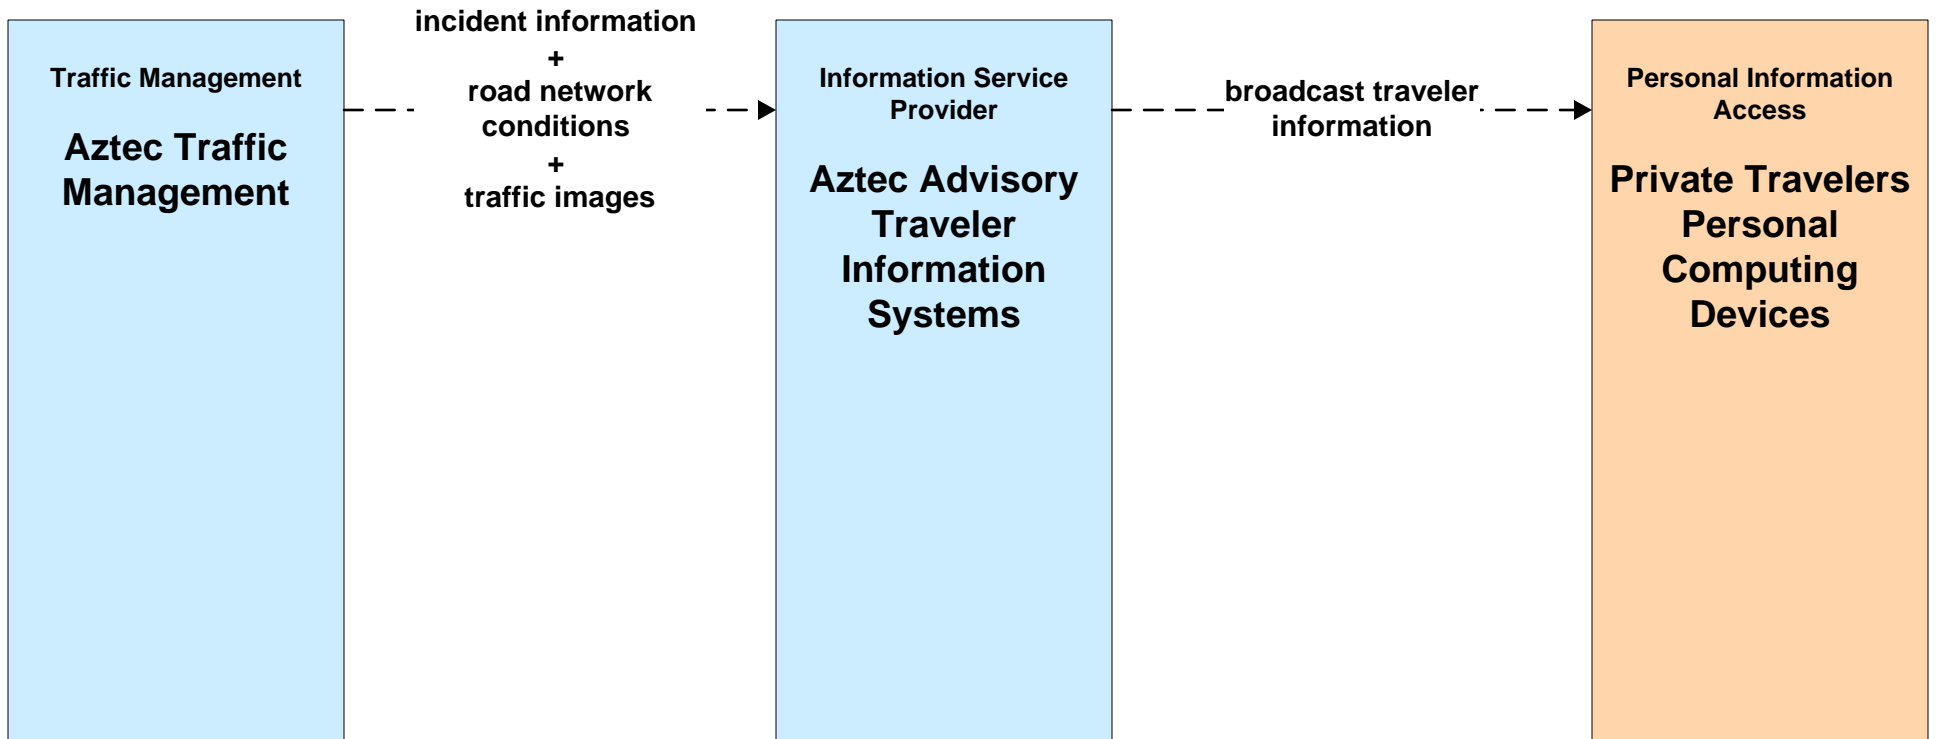 Traffic Management
Aztec Traffic
Management
incident information
+
road network
conditions
+
traffic images
Information Service
Provider
Aztec Advisory
Traveler
Information
Systems
broadcast traveler
information
Personal Information
Access
Private Travelers
Personal
Computing
Devices